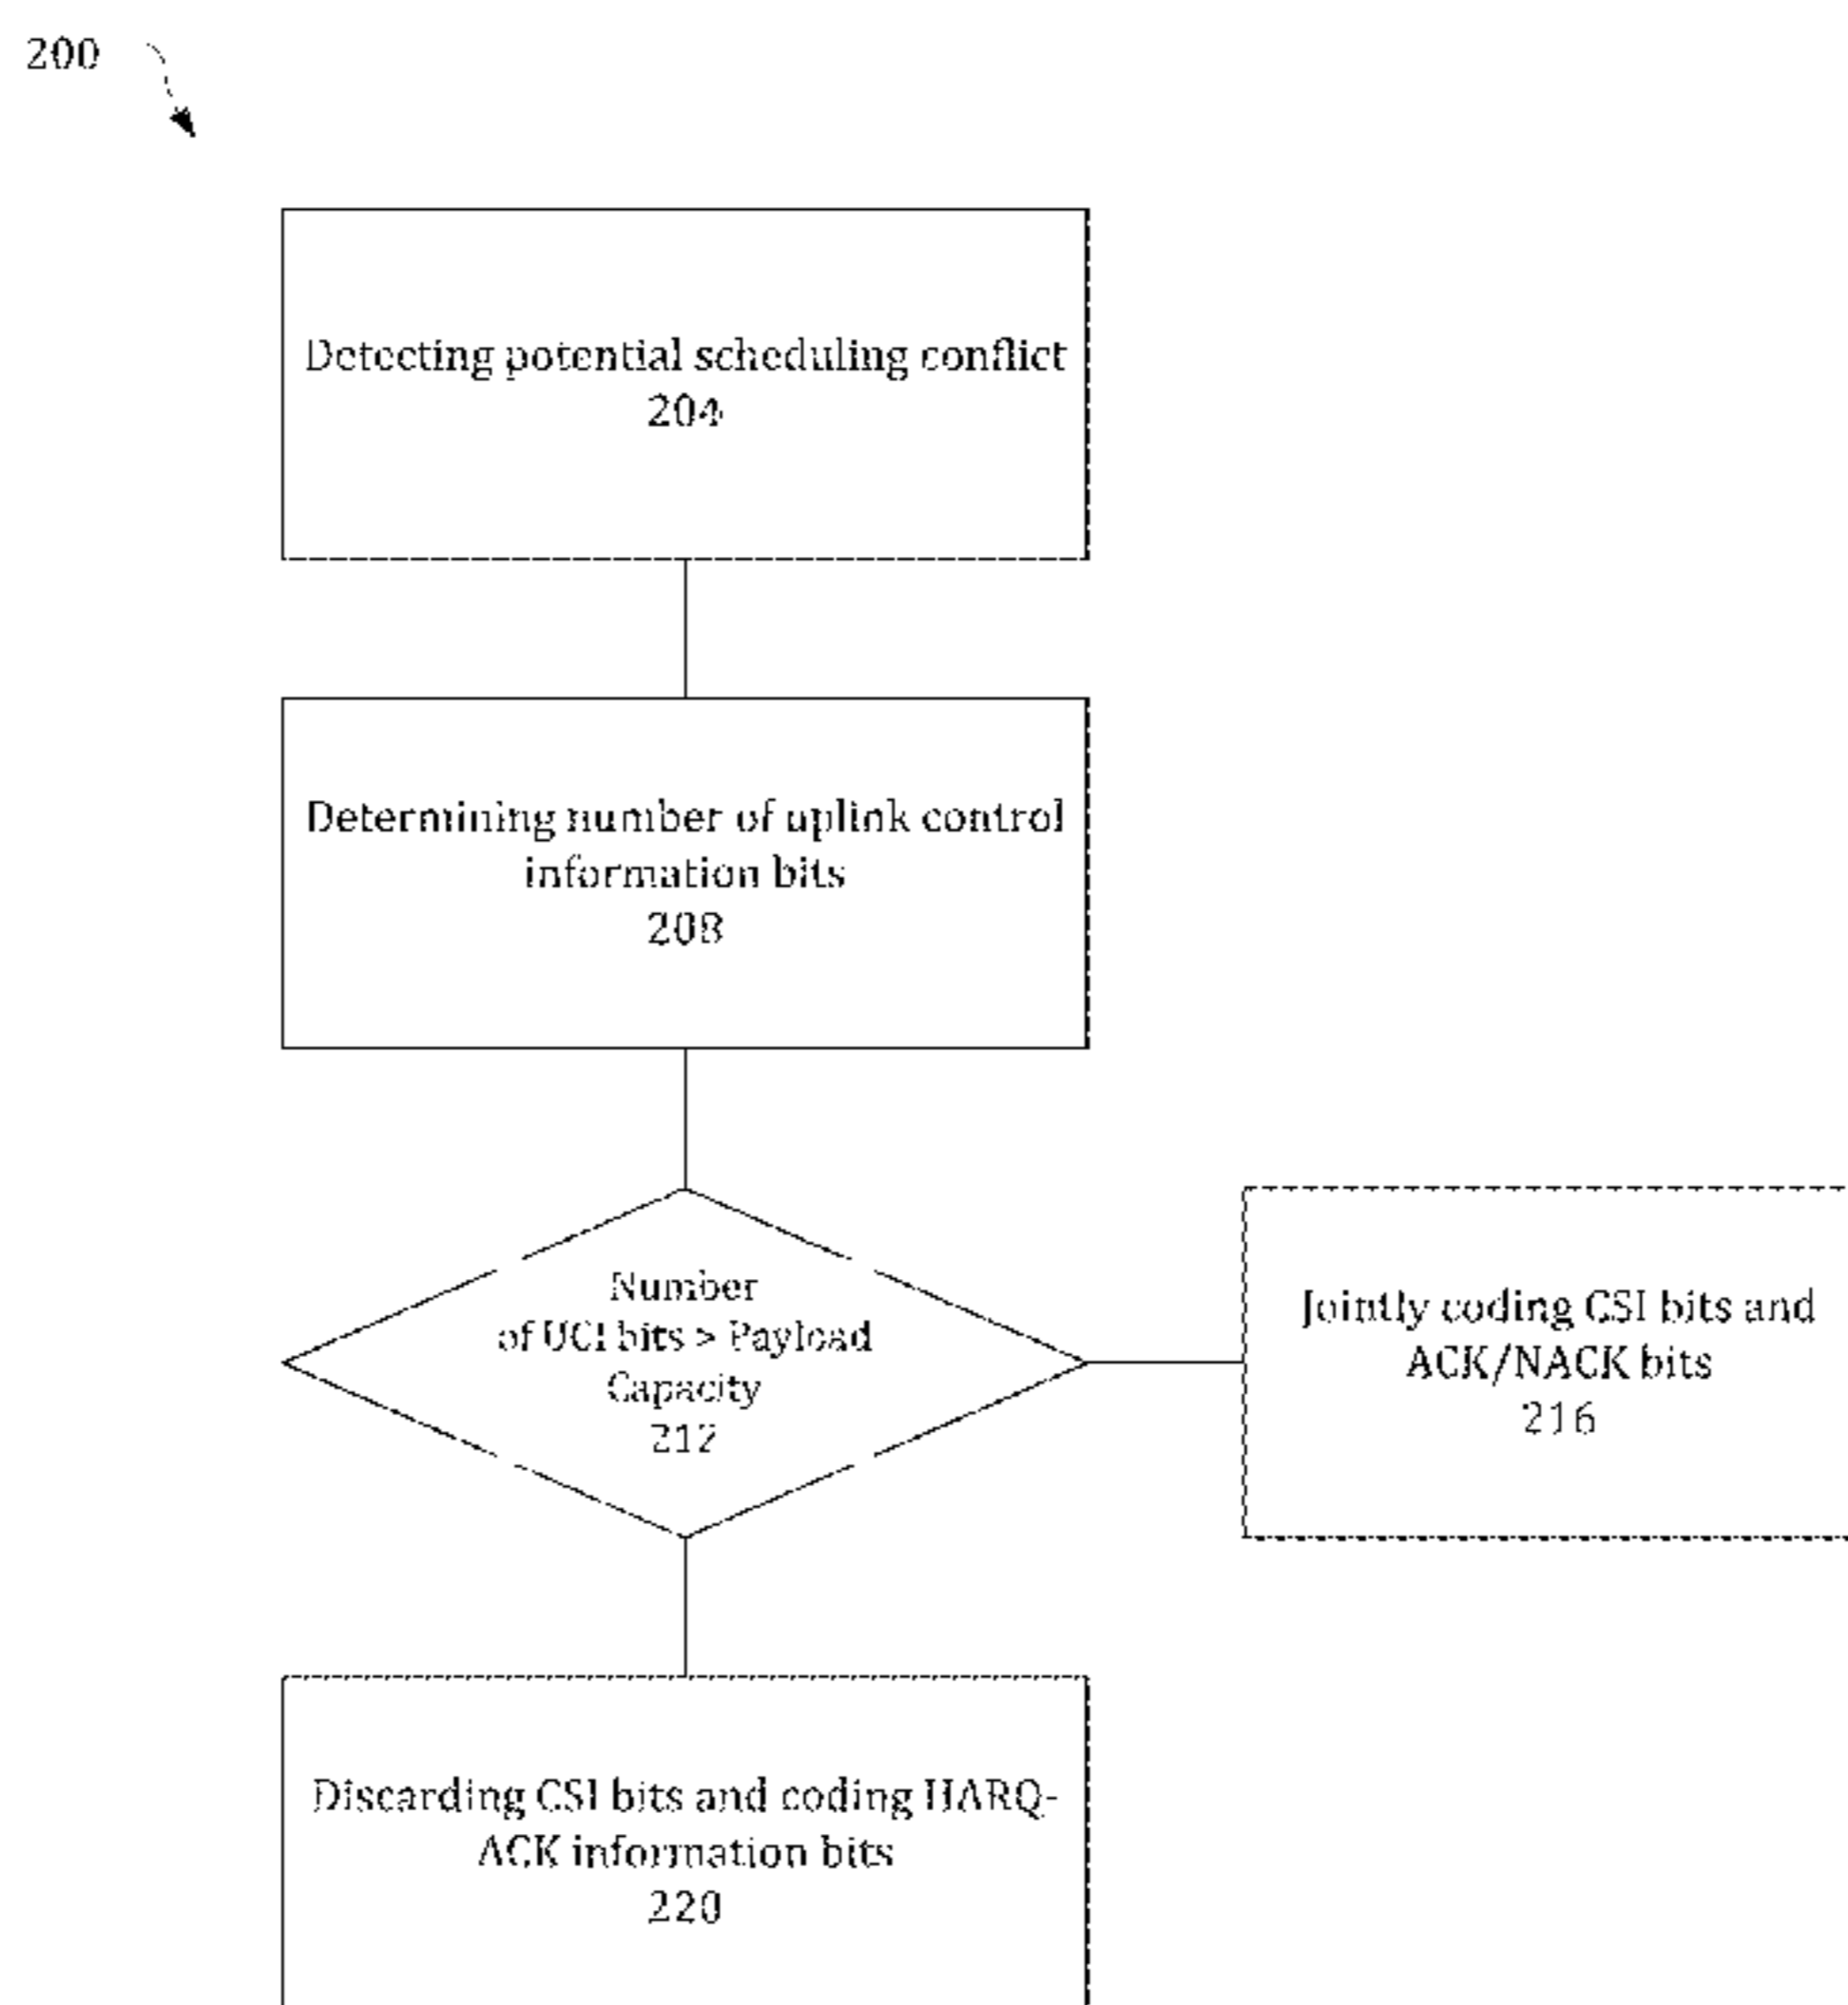 200
Detecting potential scheduling conflict
204
Determining number of uplink control
information bits
208
Number
of UCI bits > Payload
Capacity
212
Jointly coding CSI bits and
ACK/NACK bits
216
Discarding CSI bits and coding HARQ-
ACK information bits
220